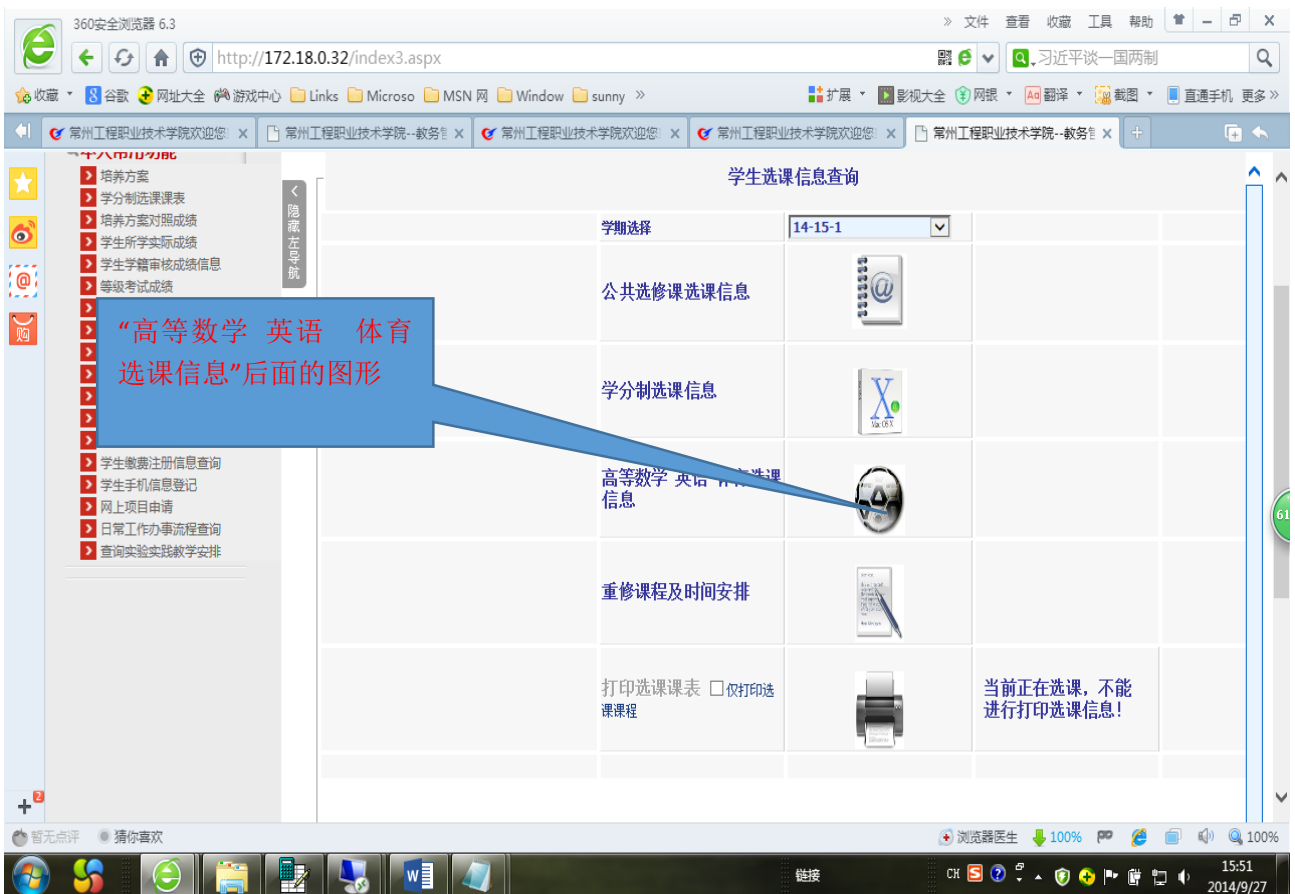 360安全浏览器 6.3
» 文件 查看 收藏 工具 帮助
http://172.18.0.32/index3.aspx
习近平谈一国两制
收藏 谷歌 网址大全 游戏中心 Links Microso MSN 网 Window sunny »
扩展 影视大全 网银 翻译 截图 直通手机 更多 »
常州工程职业技术学院欢迎您
常州工程职业技术学院--教务管
常州工程职业技术学院欢迎您
常州工程职业技术学院欢迎您
常州工程职业技术学院--教务管
培养方案
学分制选课课表
培养方案对照成绩
学生所学实际成绩
学生学籍审核成绩信息
等级考试成绩
隐藏左导航
“高等数学 英语 体育
选课信息”后面的图形
学生缴费注册信息查询
学生手机信息登记
网上项目申请
日常工作办事流程查询
查询实验实践教学安排
学生选课信息查询
学期选择 14-15-1
公共选修课选课信息
学分制选课信息
Mac OS X
高等数学 英语 体育选课
信息
重修课程及时间安排
打印选课课表 仅打印选
课课程
当前正在选课，不能
进行打印选课信息!
61
2
暂无点评 猜你喜欢
浏览器医生 100% 100%
链接
CH
15:51
2014/9/27